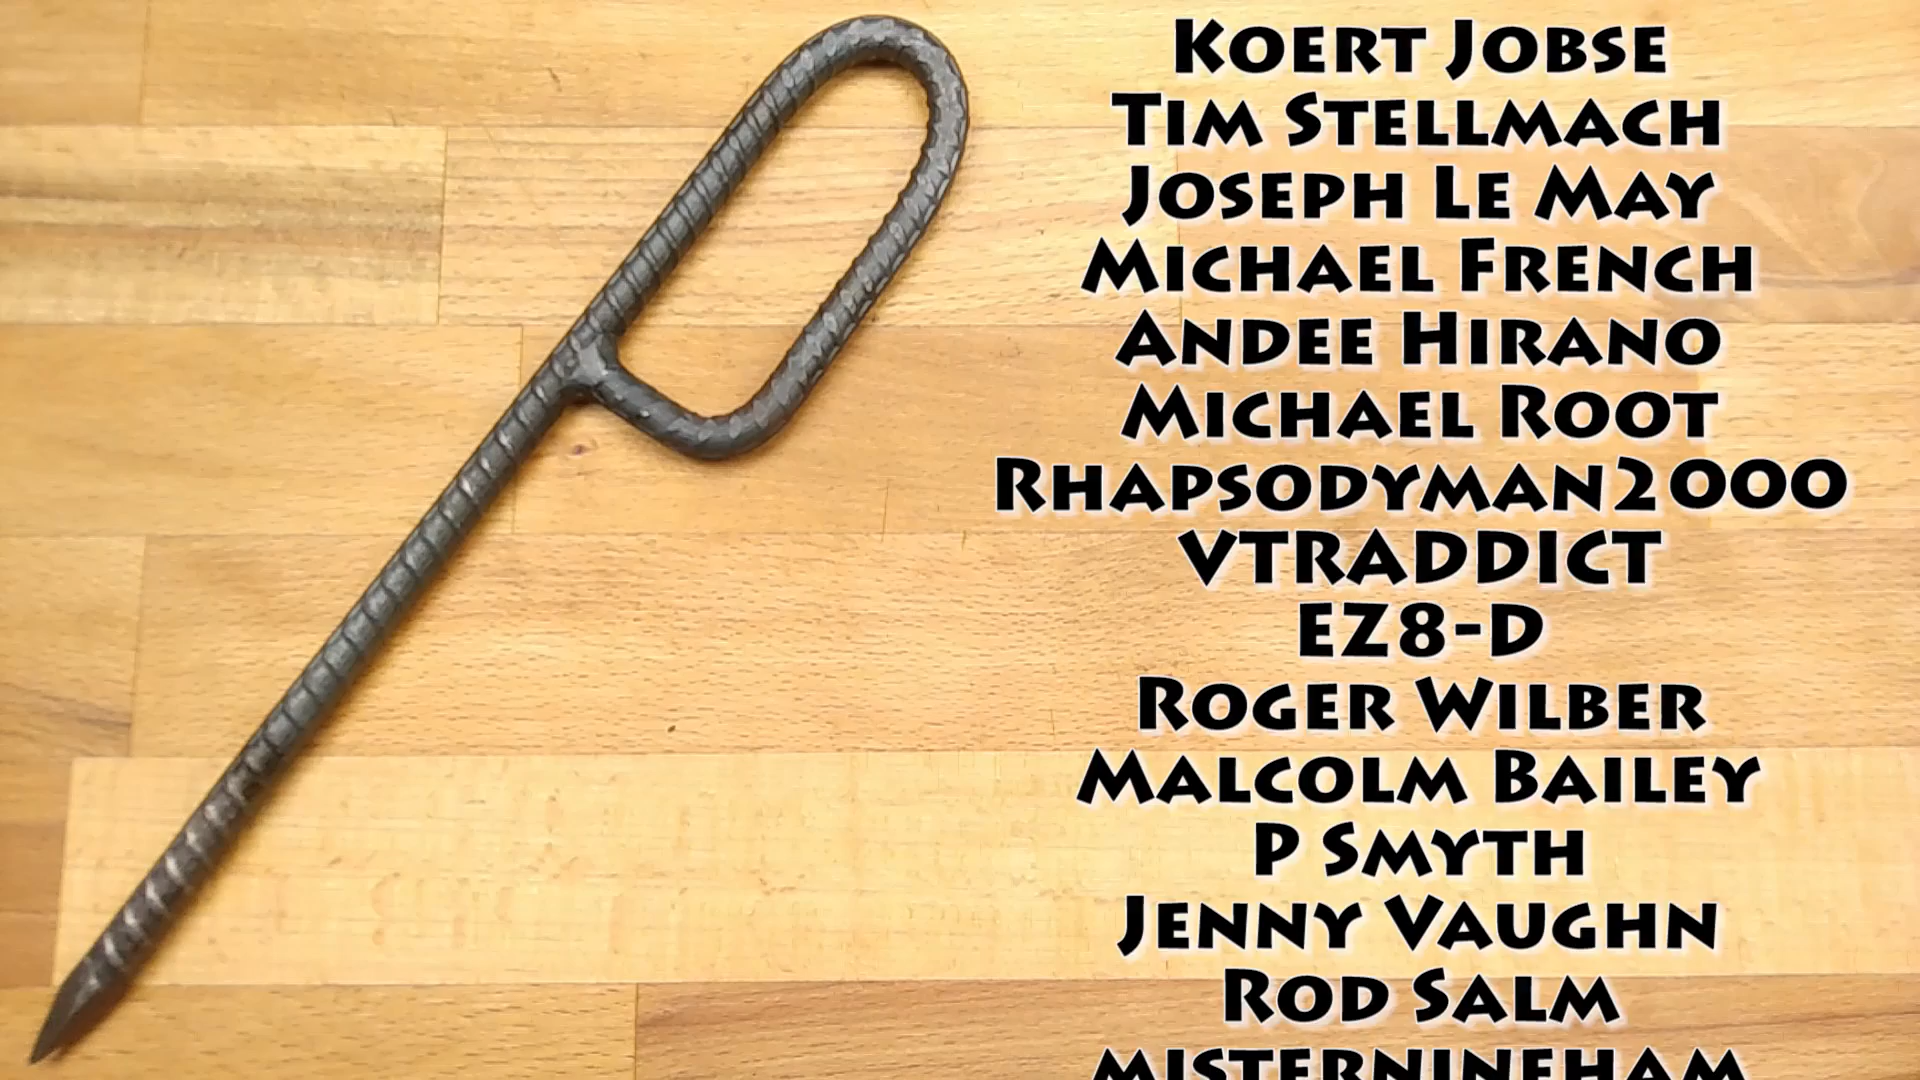 Koert Jobse
Tim Stellmach
Joseph Le May
Michael French
Andee Hirano
Michael Root
Rhapsodyman2000
VTRADDICT
EZ8-D
Roger Wilber
Malcolm Bailey
P Smyth
Jenny Vaughn
Rod Salm
misternineham